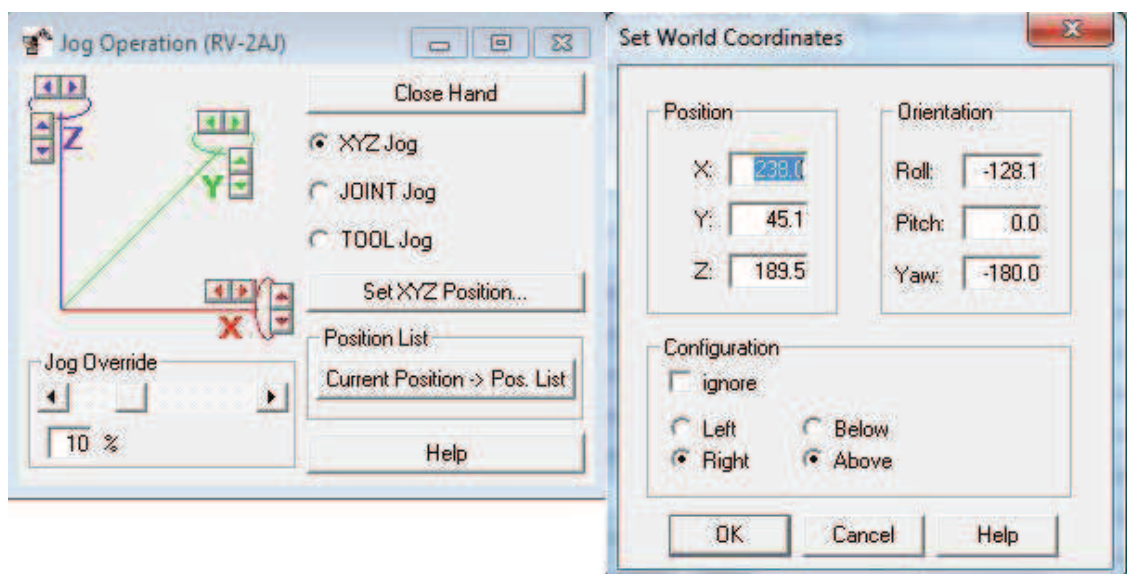 Jog Operation (RV-2AJ)
Close Hand
Z
Y
X
XYZ Jog
JOINT Jog
TOOL Jog
Set XYZ Position...
Position List
Current Position -> Pos. List
Jog Override
10 %
Help
Set World Coordinates
Position
X: 238.0
Y: 45.1
Z: 189.5
Orientation
Roll: -128.1
Pitch: 0.0
Yaw: -180.0
Configuration
ignore
Left
Below
Right
Above
OK
Cancel
Help